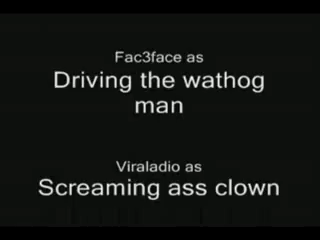 Fac3face as
Driving the wathog
man
Viraladio as
Screaming ass clown